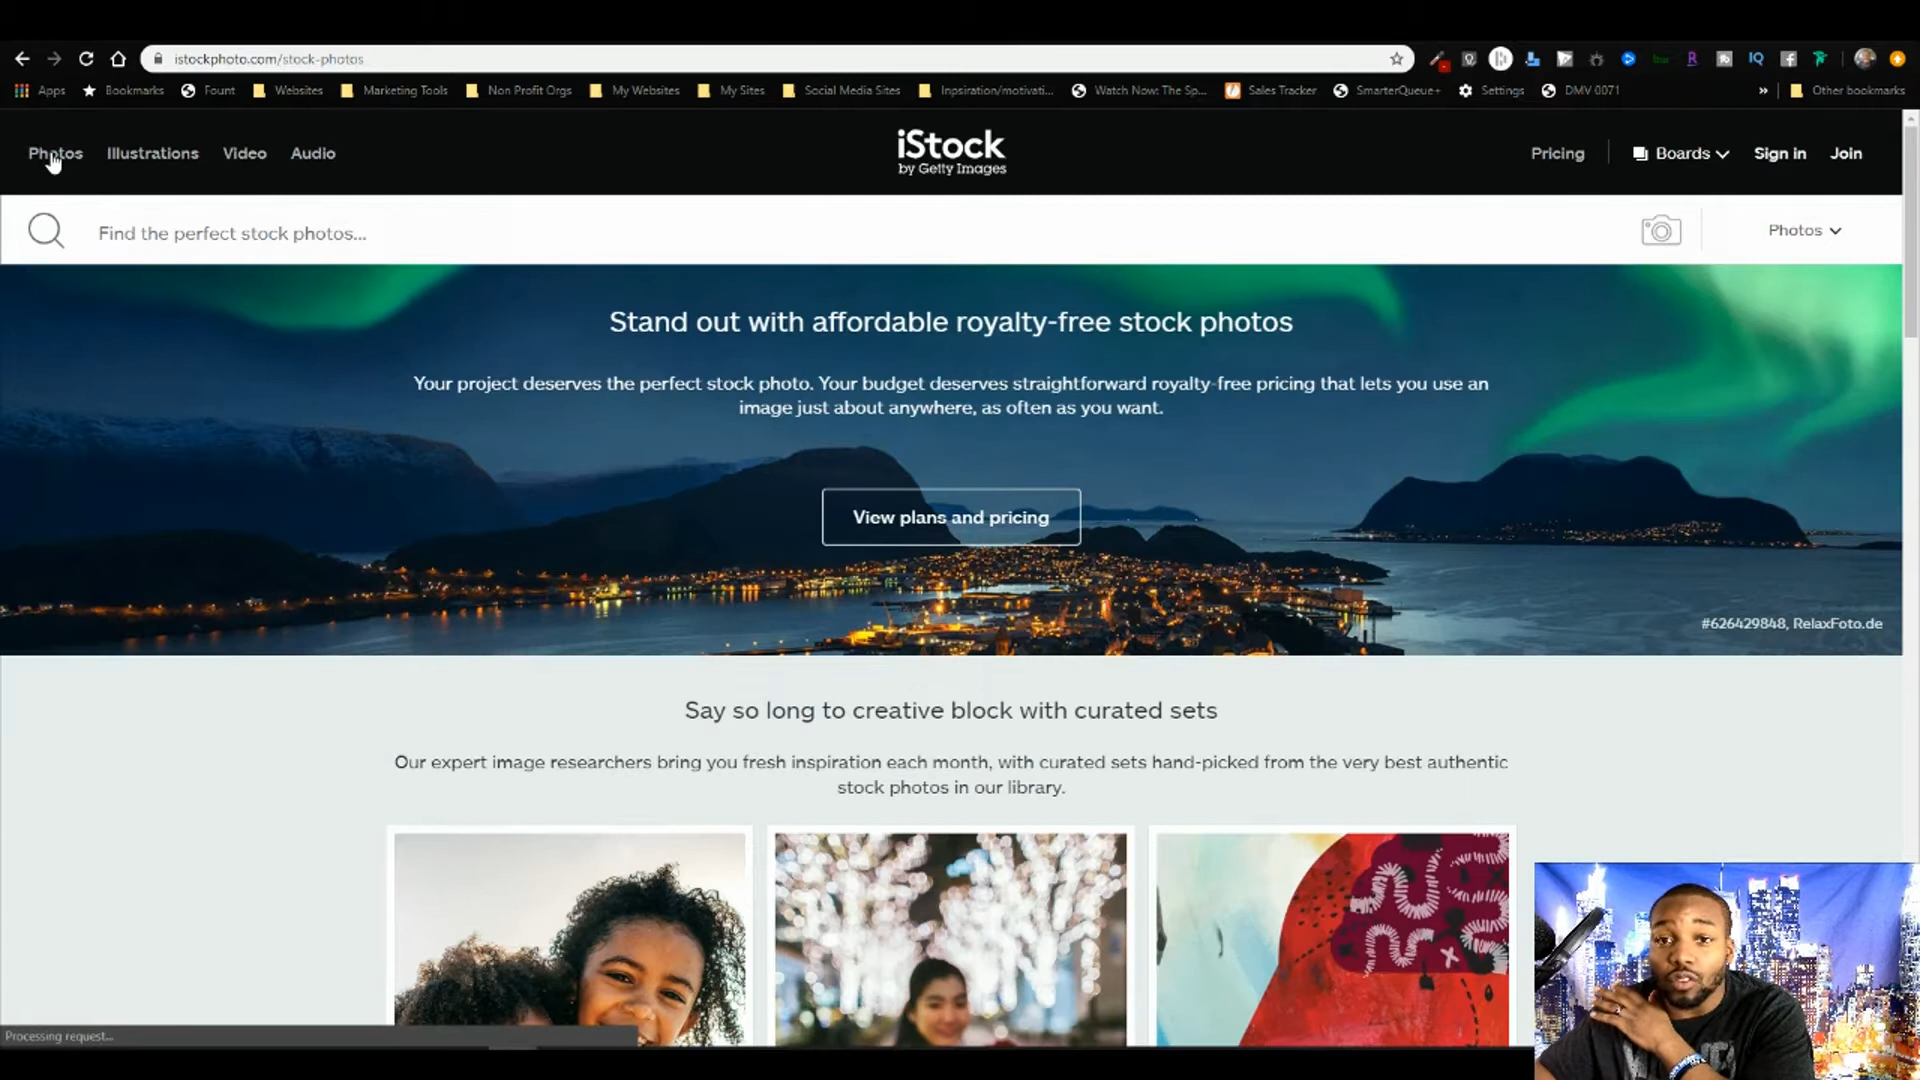 istockphoto.com/stock-photos
Apps Bookmarks Fount Websites Marketing Tools Non Profit Orgs My Websites My Sites Social Media Sites Inpsiration/motivati... Watch Now: The Sp... Sales Tracker SmarterQueue+ Settings DMV 0071 » Other bookmarks
Photos Illustrations Video Audio
iStock
by Getty Images
Pricing Boards Sign in Join
Find the perfect stock photos...
Photos
Stand out with affordable royalty-free stock photos
Your project deserves the perfect stock photo. Your budget deserves straightforward royalty-free pricing that lets you use an
image just about anywhere, as often as you want.
View plans and pricing
#626429848, RelaxFoto.de
Say so long to creative block with curated sets
Our expert image researchers bring you fresh inspiration each month, with curated sets hand-picked from the very best authentic
stock photos in our library.
Processing request...